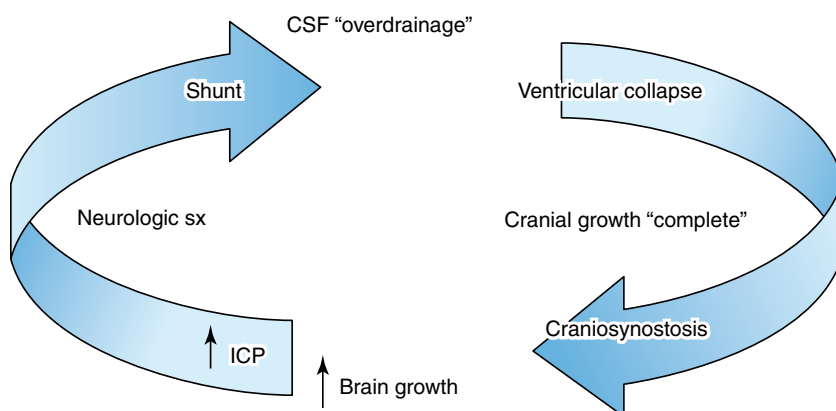 CSF “overdrainage”
Shunt
Ventricular collapse
Neurologic sx
Cranial growth “complete”
Craniosynostosis
↑ ICP
↑ Brain growth